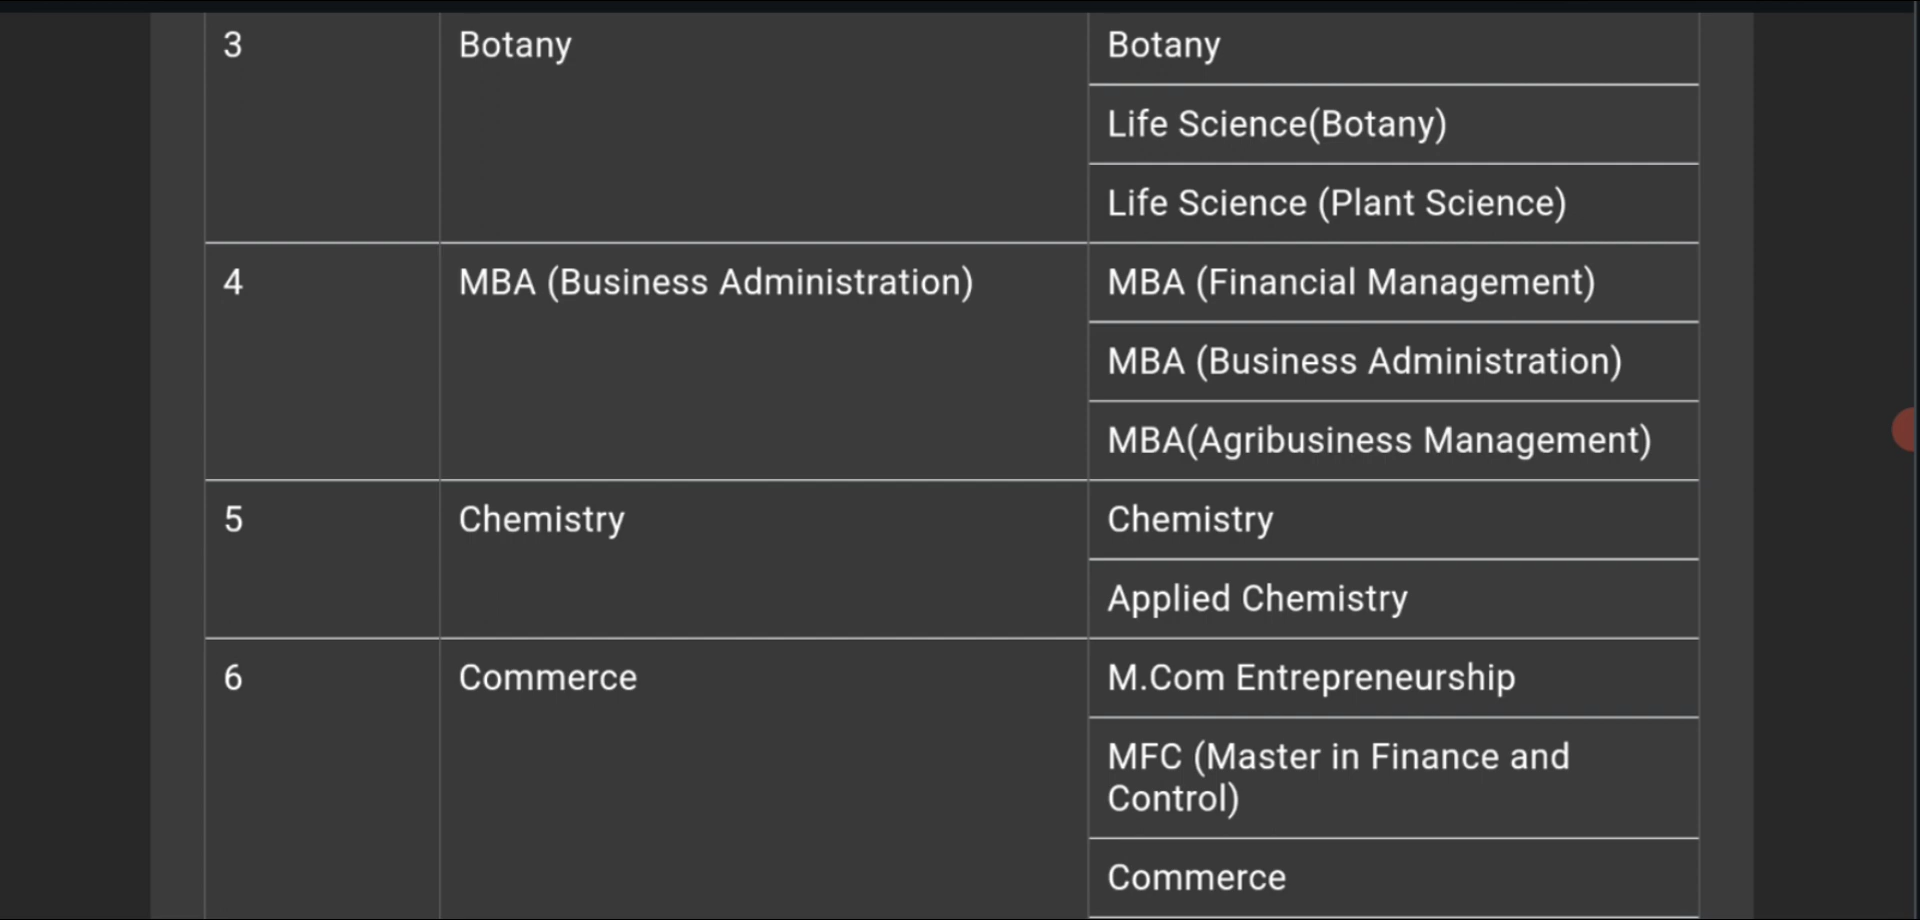 3 Botany Botany
Life Science(Botany)
Life Science (Plant Science)
4 MBA (Business Administration) MBA (Financial Management)
MBA (Business Administration)
MBA(Agribusiness Management)
5 Chemistry Chemistry
Applied Chemistry
6 Commerce M.Com Entrepreneurship
MFC (Master in Finance and
Control)
Commerce